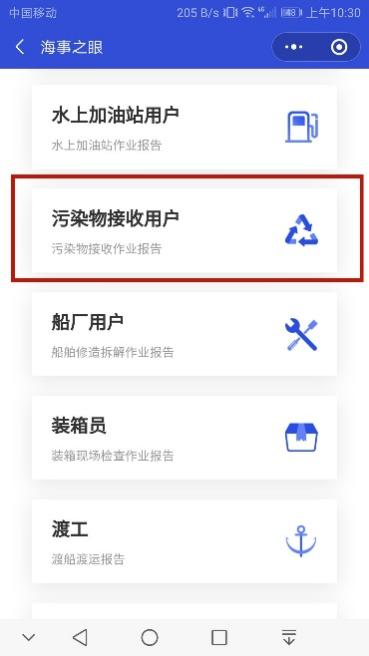 中国移动 205 B/s 4G 48 上午10:30
海事之眼
水上加油站用户
水上加油站作业报告
污染物接收用户
污染物接收作业报告
船厂用户
船舶修造拆解作业报告
装箱员
装箱现场检查作业报告
渡工
渡船渡运报告